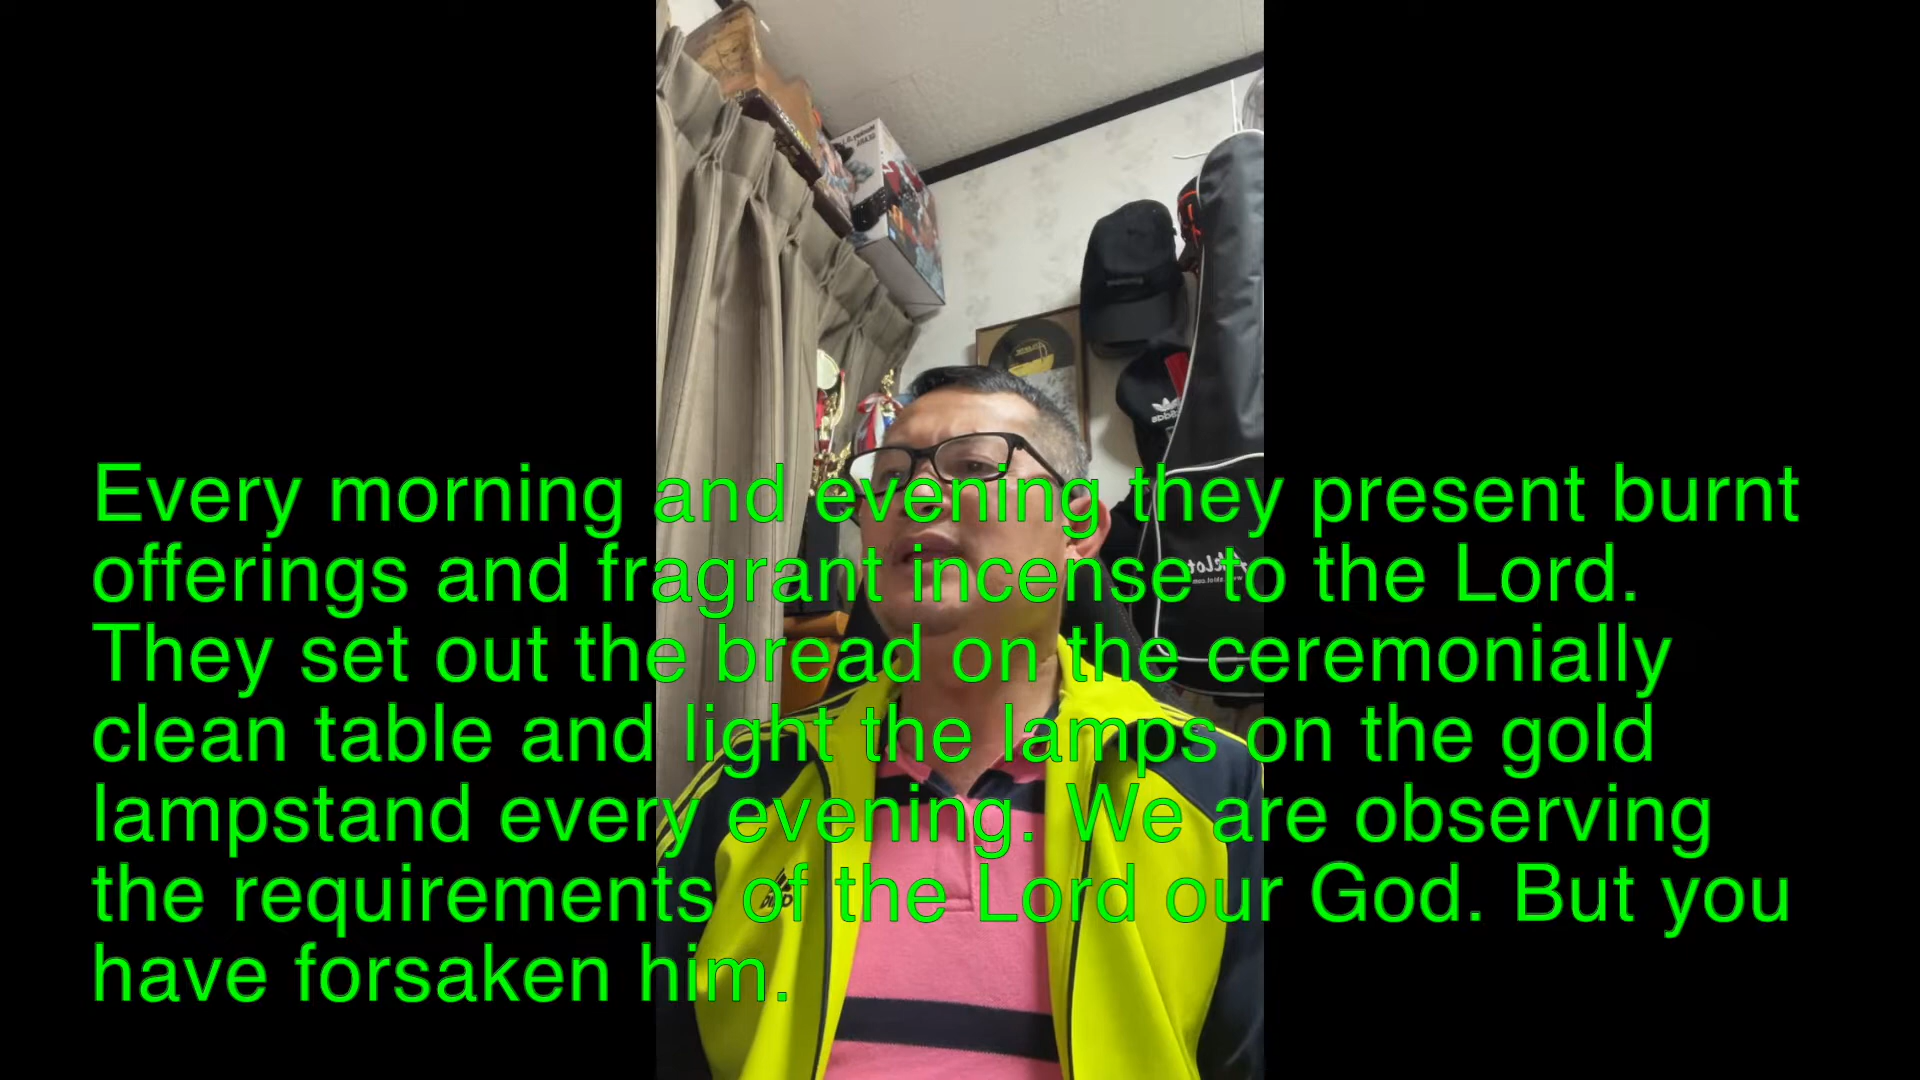 Every morning and evening they present burnt
offerings and fragrant incense to the Lord.
They set out the bread on the ceremonially
clean table and light the lamps on the gold
lampstand every evening. We are observing
the requirements of the Lord our God. But you
have forsaken him.
adidas